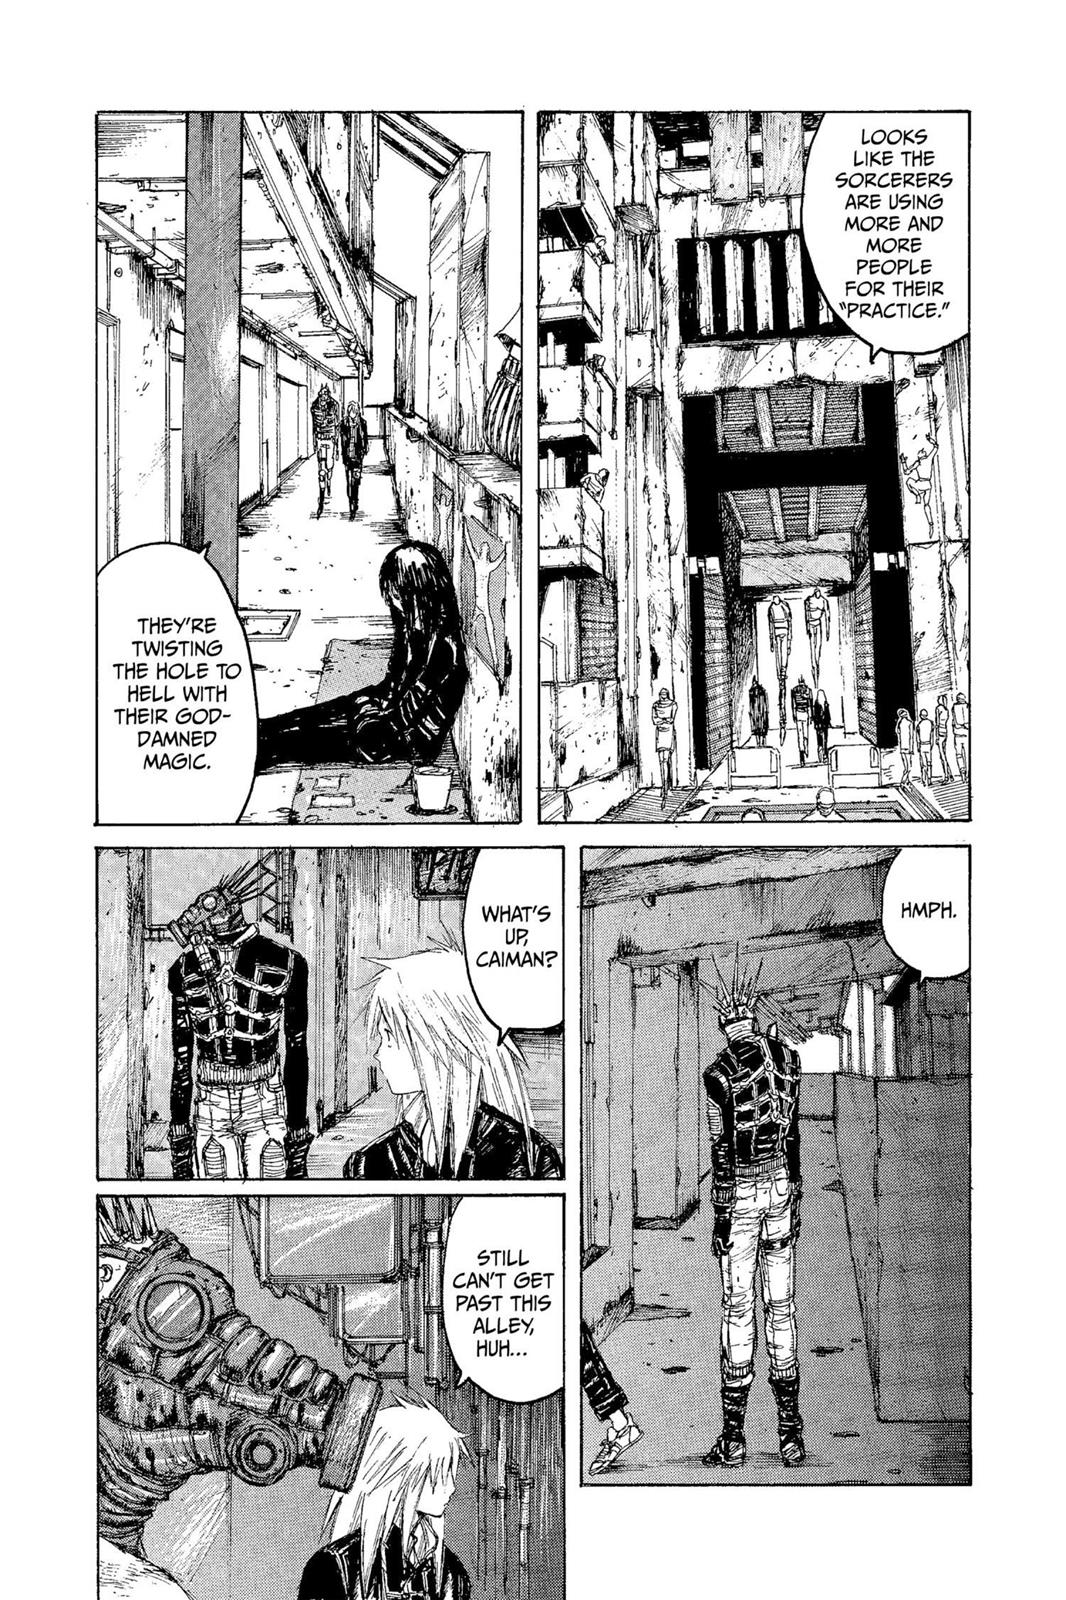 LOOKS
LIKE THE
SORCERERS
ARE USING
MORE AND
MORE
PEOPLE
FOR THEIR
"PRACTICE."
THEY'RE
TWISTING
THE HOLE TO
HELL WITH
THEIR GOD-
DAMNED
MAGIC.
HMPH.
WHAT'S
UP,
CAIMAN?
STILL
CAN'T GET
PAST THIS
ALLEY,
HUH...